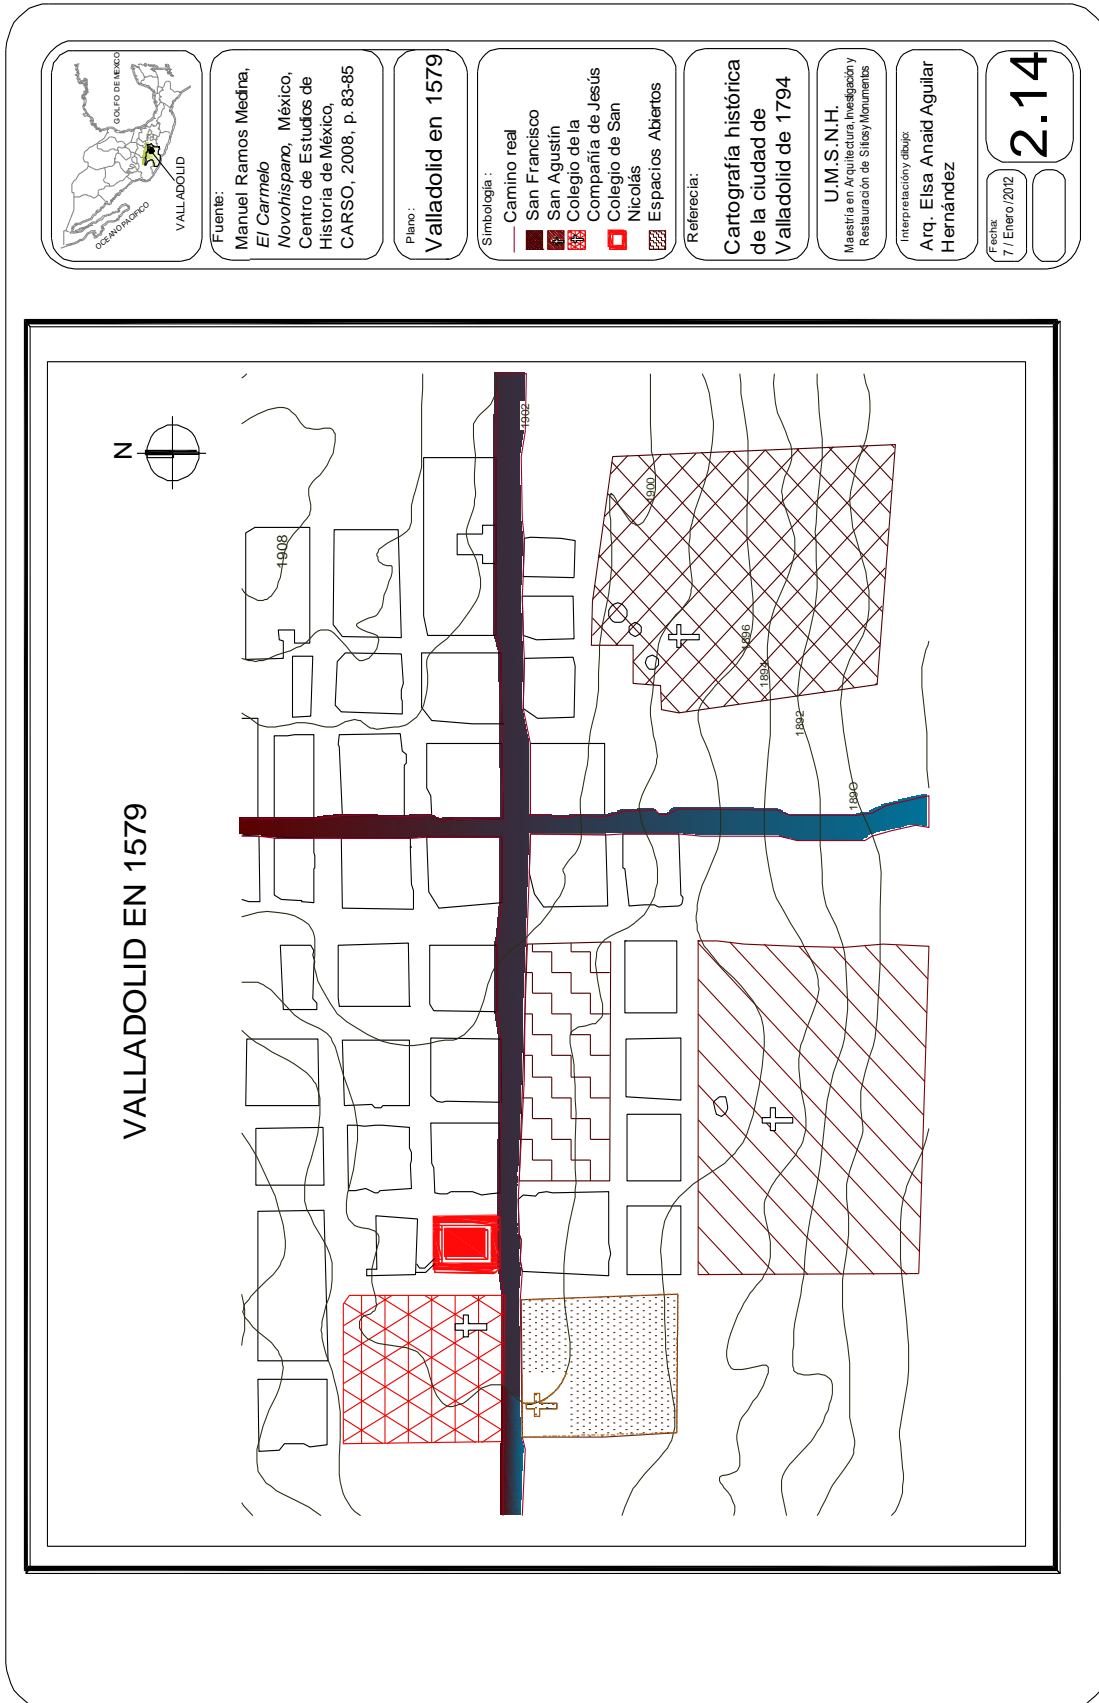 VALLADOLID EN 1579
N
1908
1902
1900
1896
1894
1892
1890
GOLFO DE MEXICO
OCEANO PACIFICO
VALLADOLID
Fuente:
Manuel Ramos Medina,
El Carmelo
Novohispano, México,
Centro de Estudios de
Historia de México,
CARSO, 2008, p. 83-85
Plano:
Valladolid en 1579
Simbología:
Camino real
San Francisco
San Agustín
Colegio de la
Compañia de Jesús
Colegio de San
Nicolás
Espacios Abiertos
Referecia:
Cartografía histórica
de la ciudad de
Valladolid de 1794
U.M.S.N.H.
Maestría en Arquitectura, Investigación y
Restauración de Sitios y Monumentos
Interpretación y dibujo:
Arq. Elsa Anaid Aguilar
Hernández
Fecha:
7 / Enero /2012
2.14